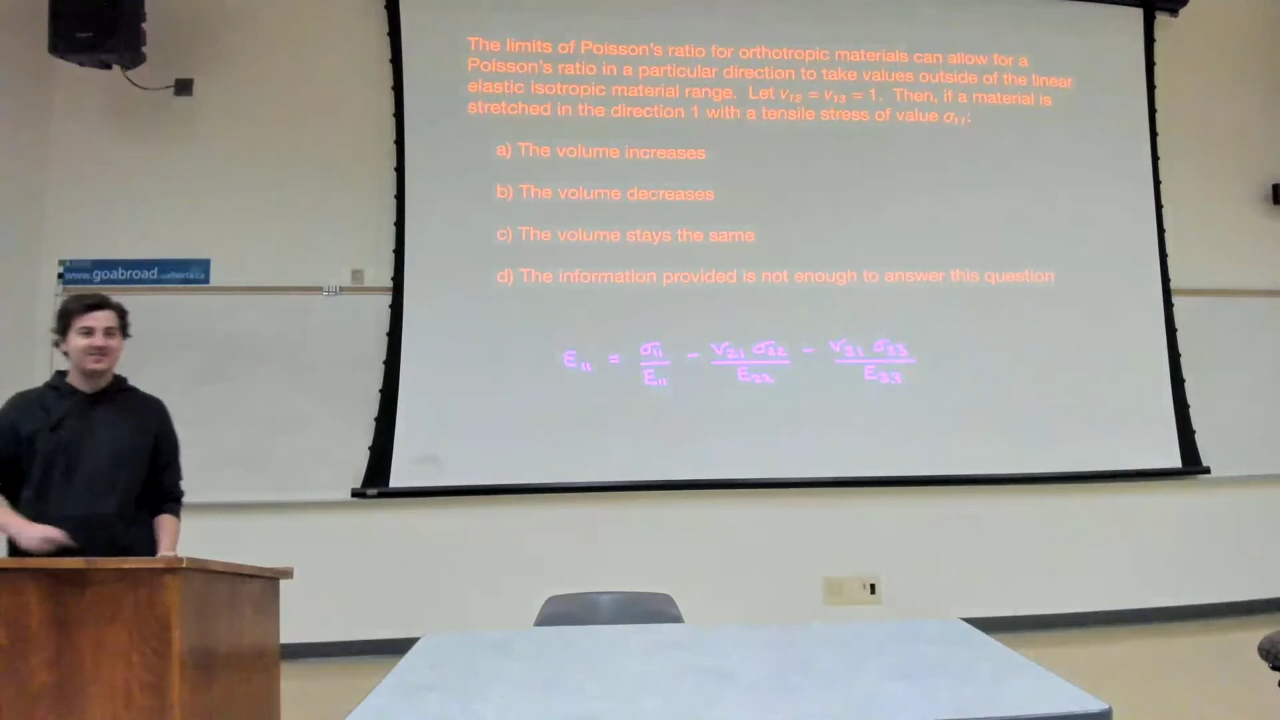 The limits of Poisson's ratio for orthotropic materials can allow for a
Poisson's ratio in a particular direction to take values outside of the linear
elastic isotropic material range. Let ν₁₂ = ν₁₃ = 1. Then, if a material is
stretched in the direction 1 with a tensile stress of value σ₁₁:
a) The volume increases
b) The volume decreases
c) The volume stays the same
d) The information provided is not enough to answer this question
ε₁₁ = σ₁₁/E₁₁ - ν₂₁ σ₂₂/E₂₂ - ν₃₁ σ₃₃/E₃₃
www.goabroad.ualberta.ca